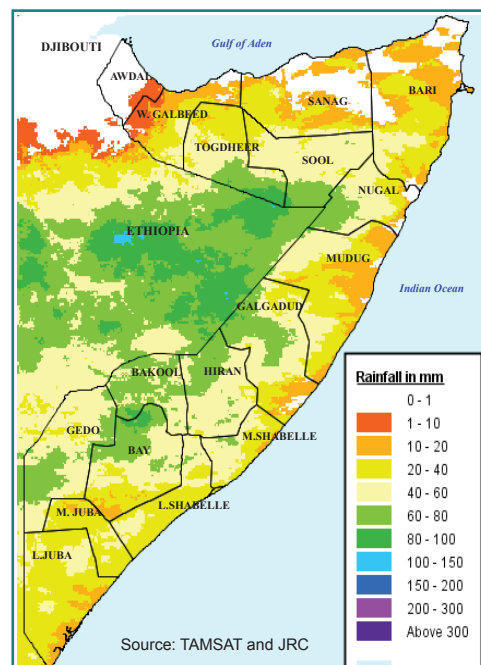 Gulf of Aden
DJIBOUTI
AWDAL
W. GALBEED
SANAG
BARI
TOGDHEER
SOOL
NUGAL
ETHIOPIA
MUDUG
Indian Ocean
GALGADUD
BAKOOL
HIRAN
GEDO
BAY
M.SHABELLE
L.SHABELLE
M. JUBA
L.JUBA
Source: TAMSAT and JRC
Rainfall in mm
0 - 1
1 - 10
10 - 20
20 - 40
40 - 60
60 - 80
80 - 100
100 - 150
150 - 200
200 - 300
Above 300